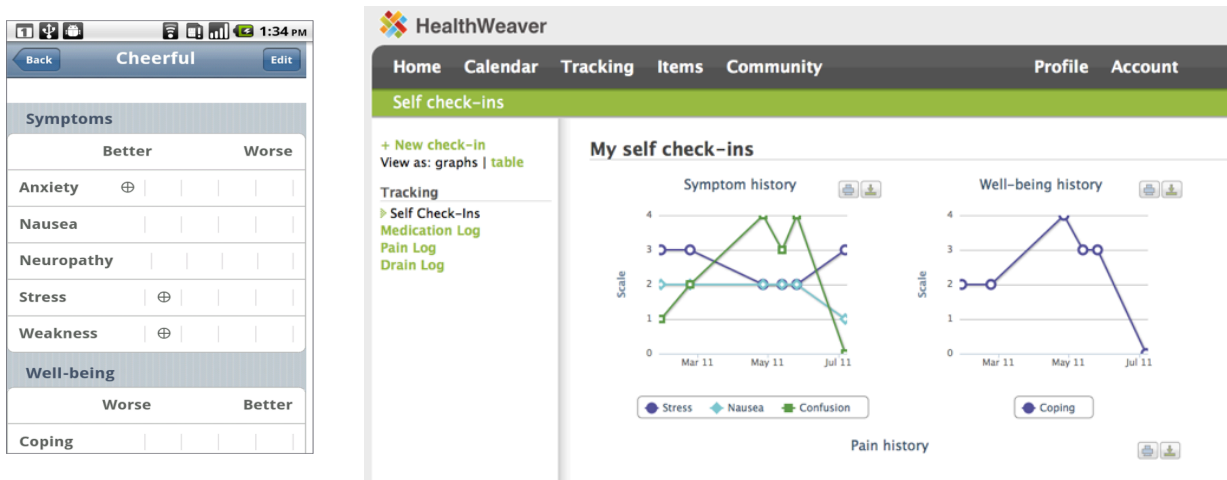 1:34 PM
Back Cheerful Edit
Symptoms
Better Worse
Anxiety
Nausea
Neuropathy
Stress
Weakness
Well-being
Worse Better
Coping
HealthWeaver
Home Calendar Tracking Items Community Profile Account
Self check-ins
+ New check-in
View as: graphs | table
Tracking
Self Check-Ins
Medication Log
Pain Log
Drain Log
My self check-ins
Symptom history
4
3
2
1
0
Scale
Mar 11 May 11 Jul 11
Stress Nausea Confusion
Well-being history
4
3
2
1
0
Scale
Mar 11 May 11 Jul 11
Coping
Pain history